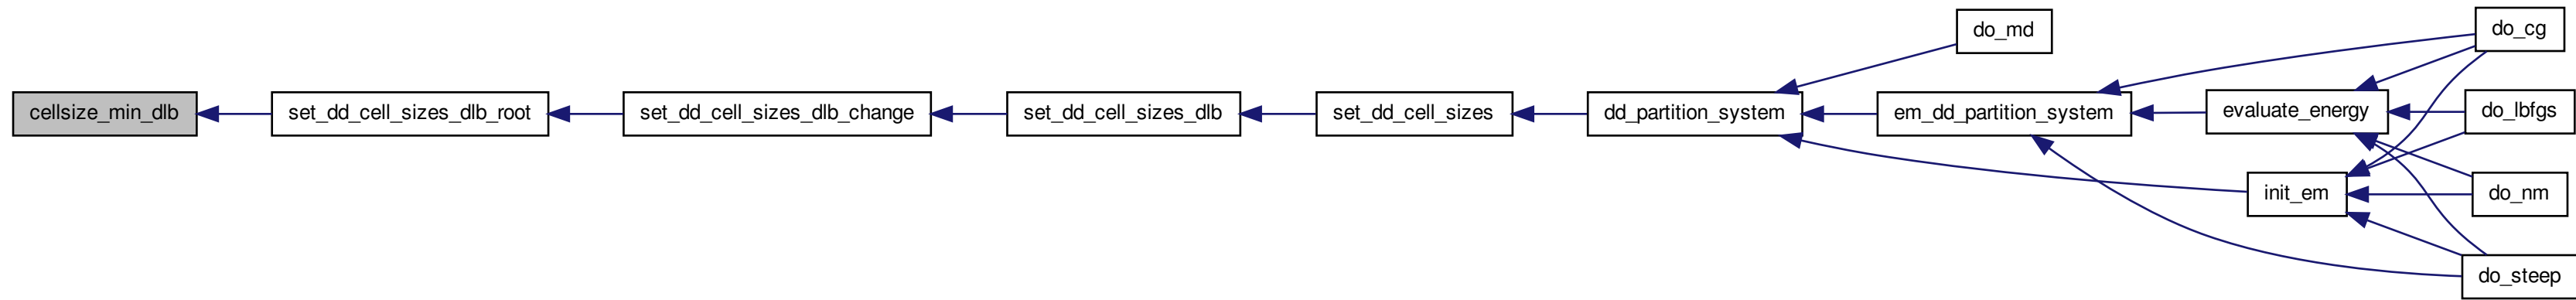 cellsize_min_dlb
set_dd_cell_sizes_dlb_root
set_dd_cell_sizes_dlb_change
set_dd_cell_sizes_dlb
set_dd_cell_sizes
dd_partition_system
do_md
em_dd_partition_system
evaluate_energy
init_em
do_cg
do_lbfgs
do_nm
do_steep